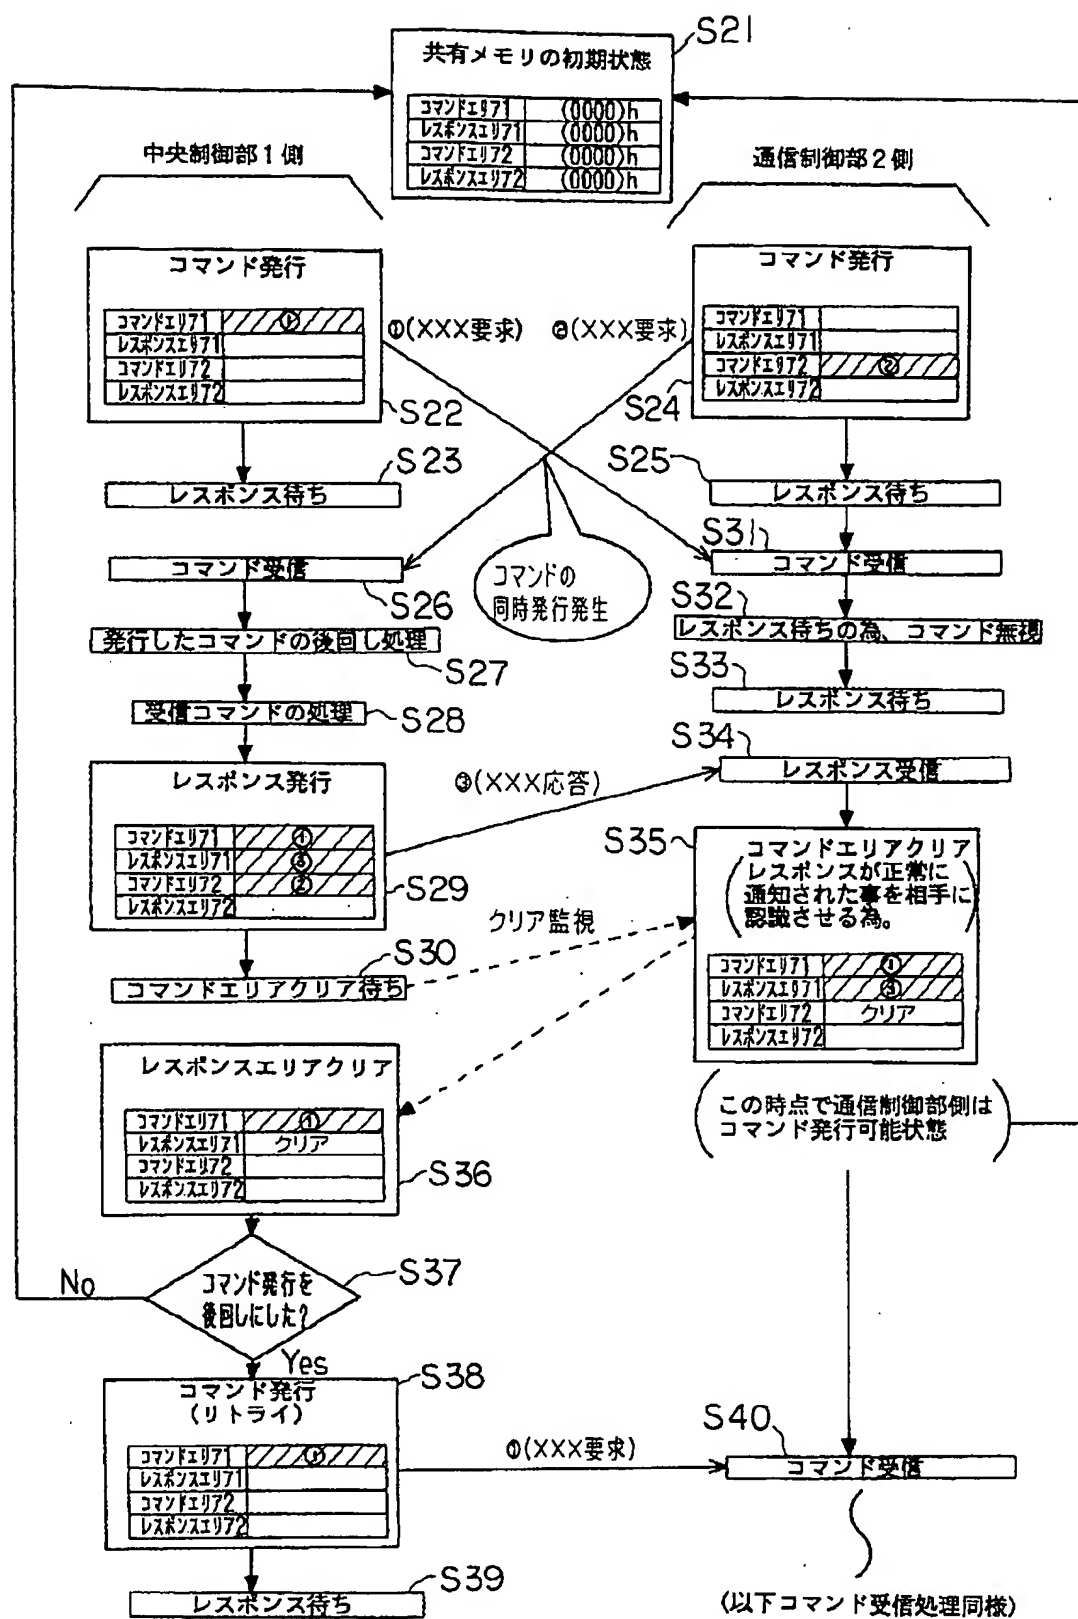 S21
共有メモリの初期状態
コマンドエリア1 (0000)h
レスポンスエリア1 (0000)h
コマンドエリア2 (0000)h
レスポンスエリア2 (0000)h
中央制御部1側
通信制御部2側
コマンド発行
コマンドエリア1 ①
レスポンスエリア1
コマンドエリア2
レスポンスエリア2
S22
①(XXX要求)
②(XXX要求)
コマンド発行
コマンドエリア1
レスポンスエリア1
コマンドエリア2 ②
レスポンスエリア2
S24
S23
レスポンス待ち
S25
レスポンス待ち
コマンドの
同時発行発生
コマンド受信
S26
S31
コマンド受信
発行したコマンドの後回し処理
S27
S32
レスポンス待ちの為、コマンド無視
受信コマンドの処理
S28
S33
レスポンス待ち
レスポンス発行
コマンドエリア1 ①
レスポンスエリア1 ③
コマンドエリア2 ②
レスポンスエリア2
S29
③(XXX応答)
S34
レスポンス受信
S35
コマンドエリアクリア
(レスポンスが正常に
通知された事を相手に
認識させる為。)
コマンドエリア1 ①
レスポンスエリア1 ③
コマンドエリア2 クリア
レスポンスエリア2
クリア監視
S30
コマンドエリアクリア待ち
レスポンスエリアクリア
コマンドエリア1 ①
レスポンスエリア1 クリア
コマンドエリア2
レスポンスエリア2
S36
(この時点で通信制御部側は
コマンド発行可能状態)
コマンド発行を
後回しにした?
S37
No
Yes
コマンド発行
(リトライ)
コマンドエリア1 ①
レスポンスエリア1
コマンドエリア2
レスポンスエリア2
S38
①(XXX要求)
S40
コマンド受信
S39
レスポンス待ち
(以下コマンド受信処理同様)